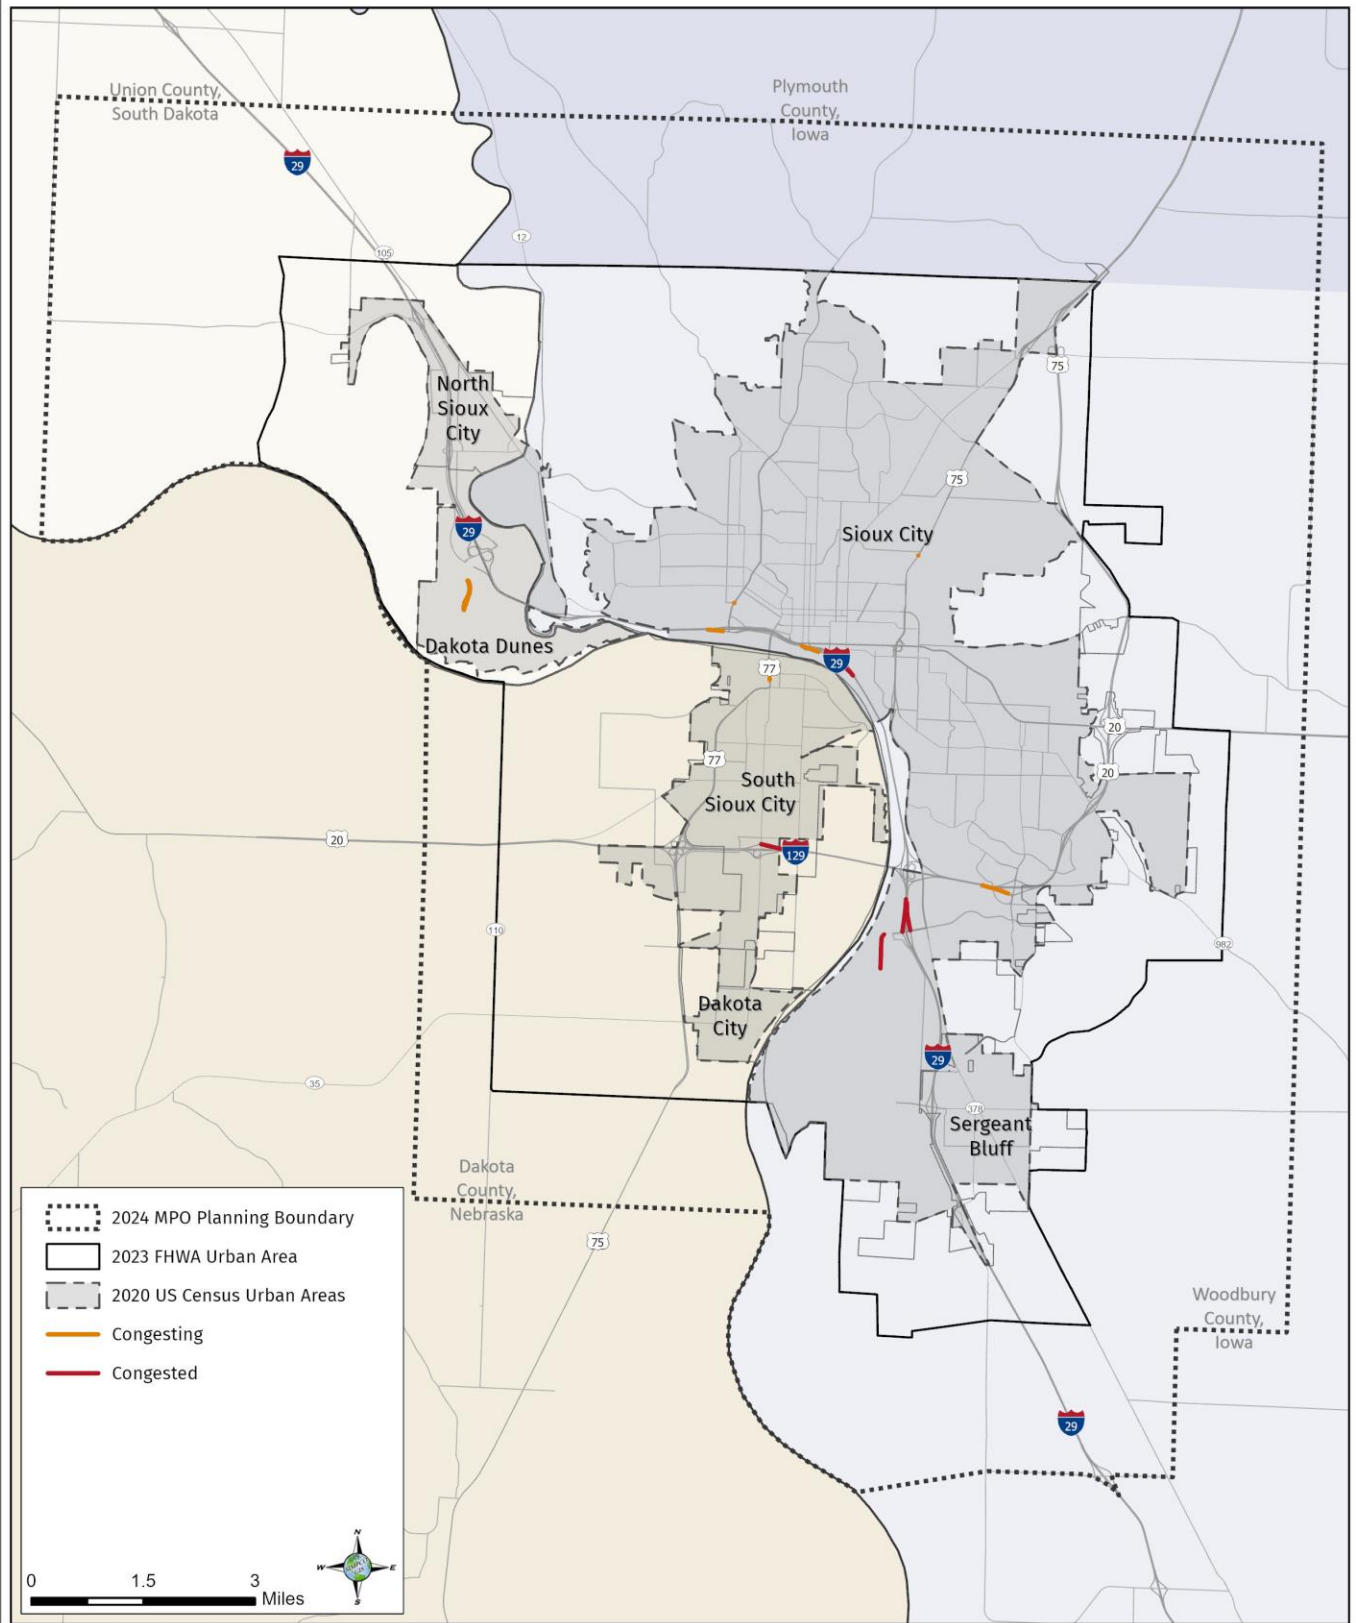 Union County,
South Dakota
Plymouth
County,
Iowa
29
105
12
North
Sioux
City
75
75
Sioux City
29
Dakota Dunes
29
77
77
20
20
South
Sioux City
20
129
110
982
Dakota
City
29
35
378
Sergeant
Bluff
Dakota
County,
Nebraska
75
Woodbury
County,
Iowa
29
2024 MPO Planning Boundary
2023 FHWA Urban Area
2020 US Census Urban Areas
Congesting
Congested
N
W
E
S
0 1.5 3
Miles